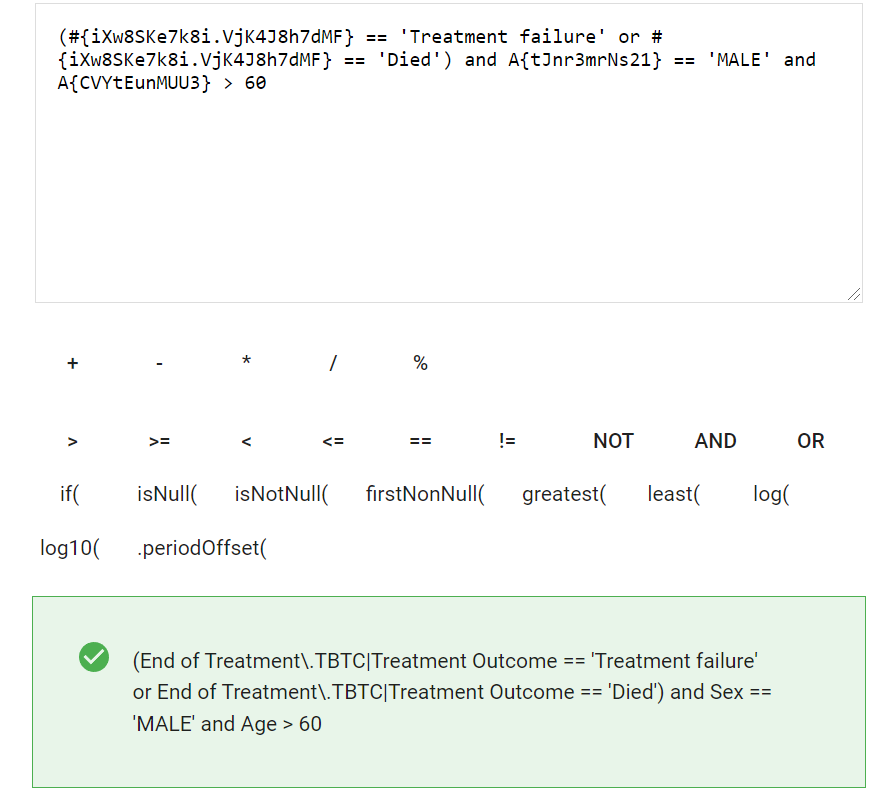 (#{iXw8SKe7k8i.VjK4J8h7dMF} == 'Treatment failure' or #
{iXw8SKe7k8i.VjK4J8h7dMF} == 'Died') and A{tJnr3mrNs21} == 'MALE' and
A{CVYtEunMUU3} > 60
+ - * / %
> >= < <= == != NOT AND OR
if( isNull( isNotNull( firstNonNull( greatest( least( log(
log10( .periodOffset(
(End of Treatment\.TBTC|Treatment Outcome == 'Treatment failure'
or End of Treatment\.TBTC|Treatment Outcome == 'Died') and Sex ==
'MALE' and Age > 60